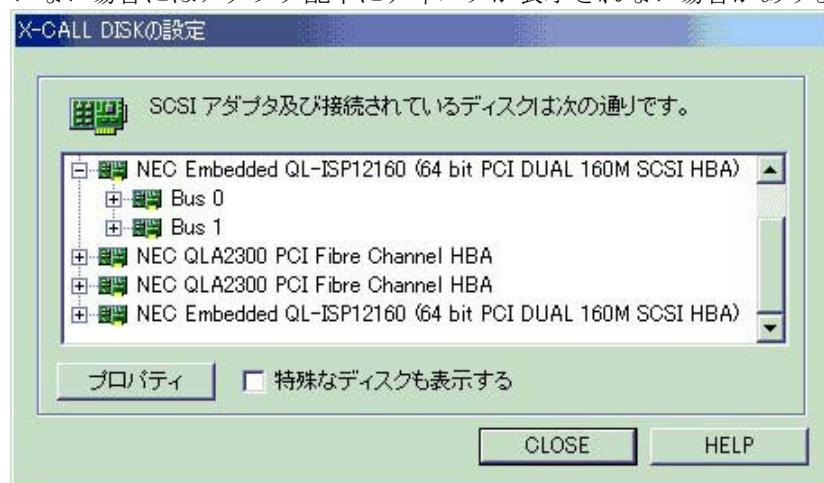 X-CALL DISKの設定
SCSI アダプタ及び接続されているディスクは次の通りです。
NEC Embedded QL-ISP12160 (64 bit PCI DUAL 160M SCSI HBA)
Bus 0
Bus 1
NEC QLA2300 PCI Fibre Channel HBA
NEC QLA2300 PCI Fibre Channel HBA
NEC Embedded QL-ISP12160 (64 bit PCI DUAL 160M SCSI HBA)
プロパティ 特殊なディスクも表示する
CLOSE HELP